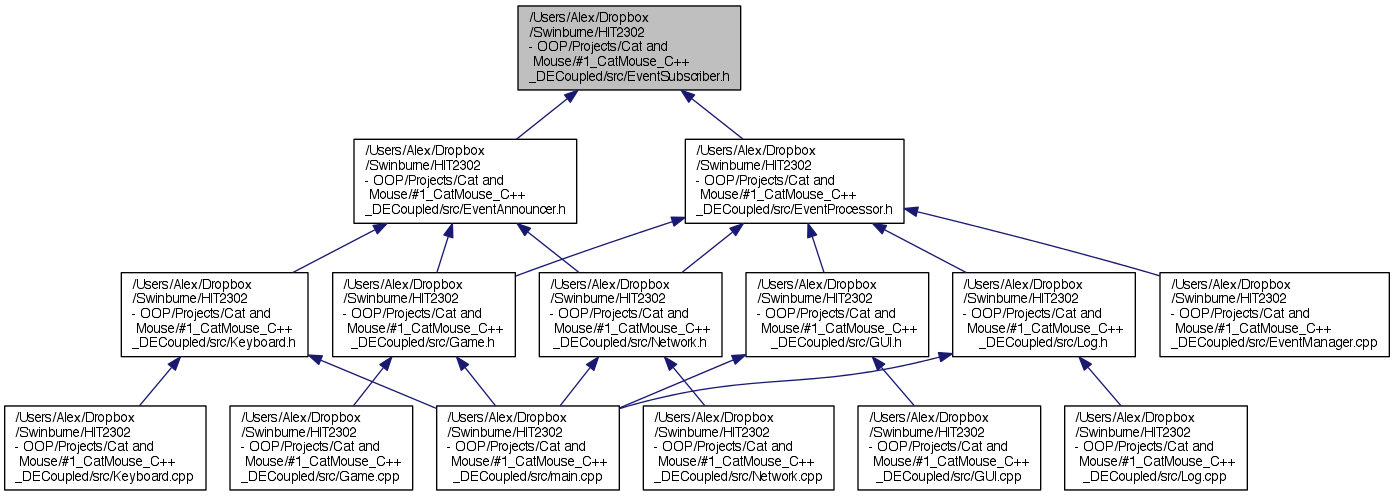 /Users/Alex/Dropbox
/Swinburne/HIT2302
- OOP/Projects/Cat and
Mouse/#1_CatMouse_C++
_DECoupled/src/EventSubscriber.h
/Users/Alex/Dropbox
/Swinburne/HIT2302
- OOP/Projects/Cat and
Mouse/#1_CatMouse_C++
_DECoupled/src/EventAnnouncer.h
/Users/Alex/Dropbox
/Swinburne/HIT2302
- OOP/Projects/Cat and
Mouse/#1_CatMouse_C++
_DECoupled/src/EventProcessor.h
/Users/Alex/Dropbox
/Swinburne/HIT2302
- OOP/Projects/Cat and
Mouse/#1_CatMouse_C++
_DECoupled/src/Keyboard.h
/Users/Alex/Dropbox
/Swinburne/HIT2302
- OOP/Projects/Cat and
Mouse/#1_CatMouse_C++
_DECoupled/src/Game.h
/Users/Alex/Dropbox
/Swinburne/HIT2302
- OOP/Projects/Cat and
Mouse/#1_CatMouse_C++
_DECoupled/src/Network.h
/Users/Alex/Dropbox
/Swinburne/HIT2302
- OOP/Projects/Cat and
Mouse/#1_CatMouse_C++
_DECoupled/src/GUI.h
/Users/Alex/Dropbox
/Swinburne/HIT2302
- OOP/Projects/Cat and
Mouse/#1_CatMouse_C++
_DECoupled/src/Log.h
/Users/Alex/Dropbox
/Swinburne/HIT2302
- OOP/Projects/Cat and
Mouse/#1_CatMouse_C++
_DECoupled/src/EventManager.cpp
/Users/Alex/Dropbox
/Swinburne/HIT2302
- OOP/Projects/Cat and
Mouse/#1_CatMouse_C++
_DECoupled/src/Keyboard.cpp
/Users/Alex/Dropbox
/Swinburne/HIT2302
- OOP/Projects/Cat and
Mouse/#1_CatMouse_C++
_DECoupled/src/Game.cpp
/Users/Alex/Dropbox
/Swinburne/HIT2302
- OOP/Projects/Cat and
Mouse/#1_CatMouse_C++
_DECoupled/src/main.cpp
/Users/Alex/Dropbox
/Swinburne/HIT2302
- OOP/Projects/Cat and
Mouse/#1_CatMouse_C++
_DECoupled/src/Network.cpp
/Users/Alex/Dropbox
/Swinburne/HIT2302
- OOP/Projects/Cat and
Mouse/#1_CatMouse_C++
_DECoupled/src/GUI.cpp
/Users/Alex/Dropbox
/Swinburne/HIT2302
- OOP/Projects/Cat and
Mouse/#1_CatMouse_C++
_DECoupled/src/Log.cpp